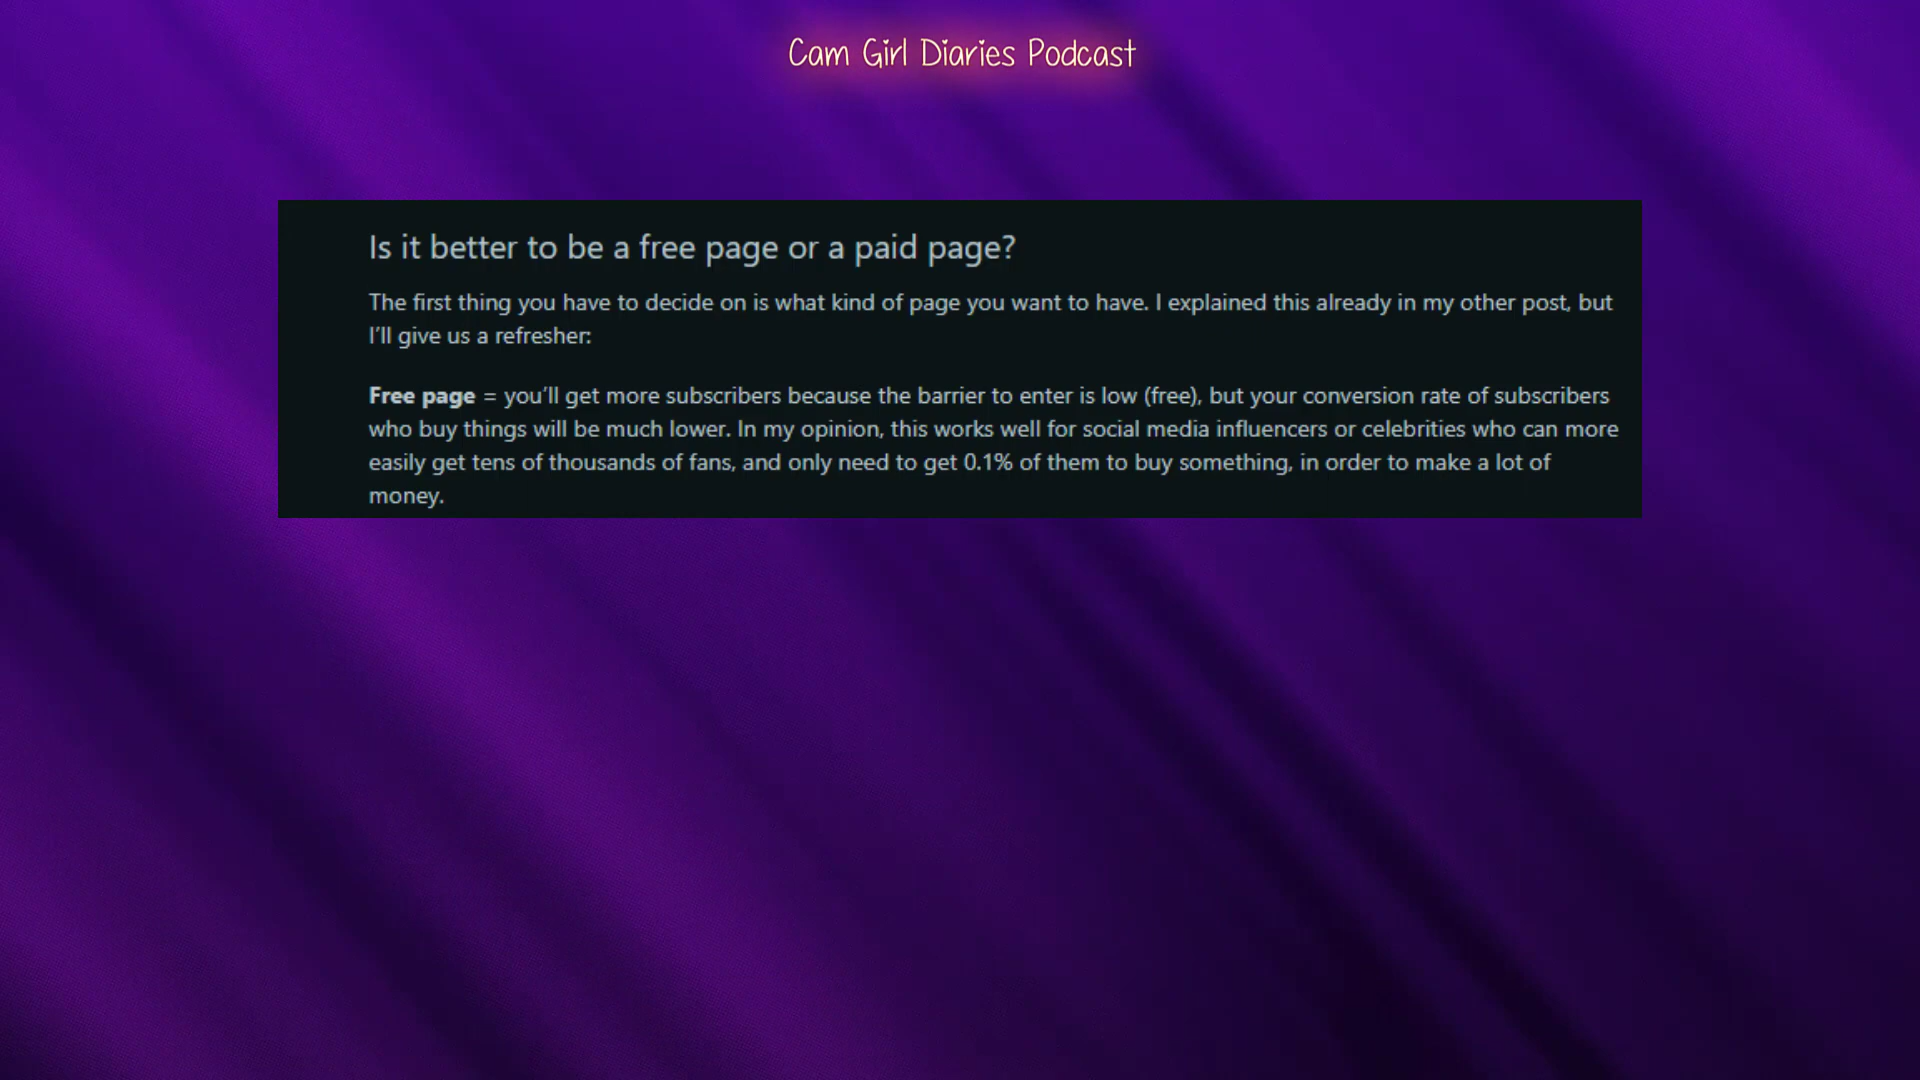 Cam Girl Diaries Podcast
Is it better to be a free page or a paid page?
The first thing you have to decide on is what kind of page you want to have. I explained this already in my other post, but
I’ll give us a refresher:
Free page = you’ll get more subscribers because the barrier to enter is low (free), but your conversion rate of subscribers
who buy things will be much lower. In my opinion, this works well for social media influencers or celebrities who can more
easily get tens of thousands of fans, and only need to get 0.1% of them to buy something, in order to make a lot of
money.